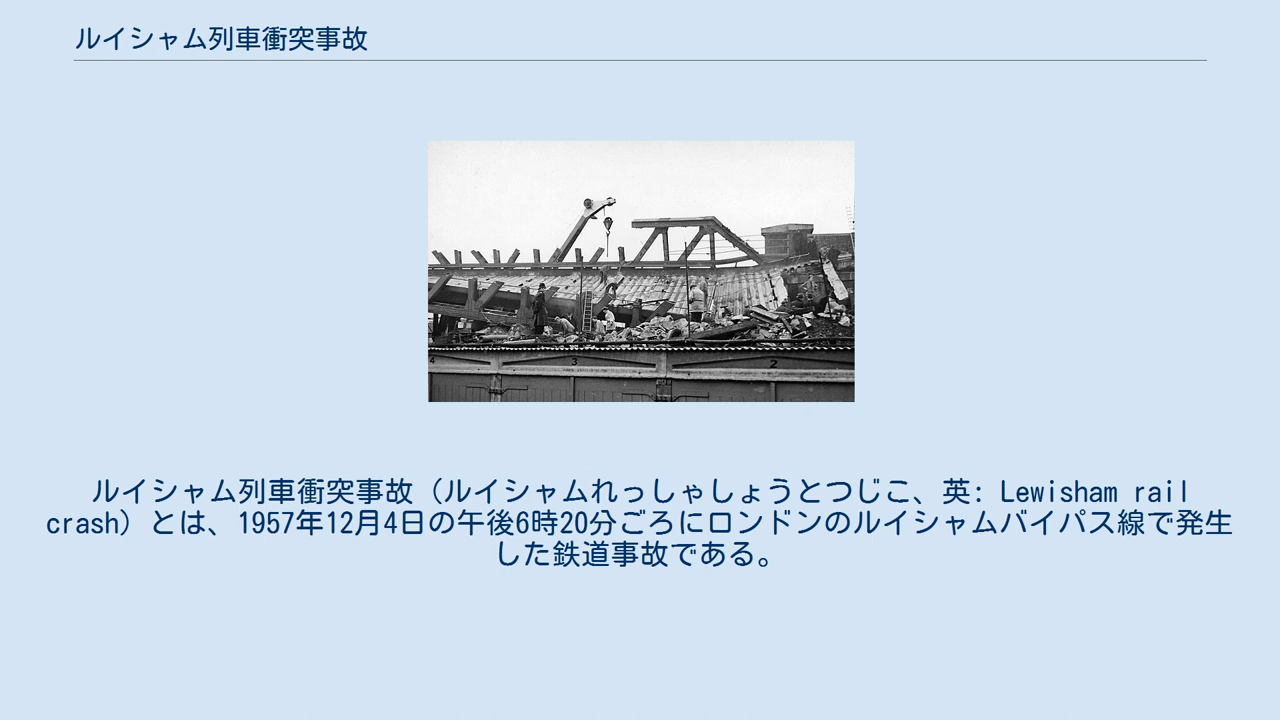 ルイシャム列車衝突事故
4
3
2
ルイシャム列車衝突事故（ルイシャムれっしゃしょうとつじこ、英: Lewisham rail
crash）とは、1957年12月4日の午後6時20分ごろにロンドンのルイシャムバイパス線で発生
した鉄道事故である。